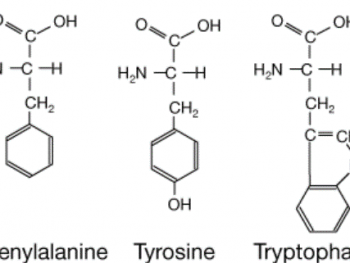 O OH O OH O OH
C C C
N C H H₂N C H H₂N C H
CH₂ CH₂ CH₂
C C
OH
enylalanine Tyrosine Tryptopha